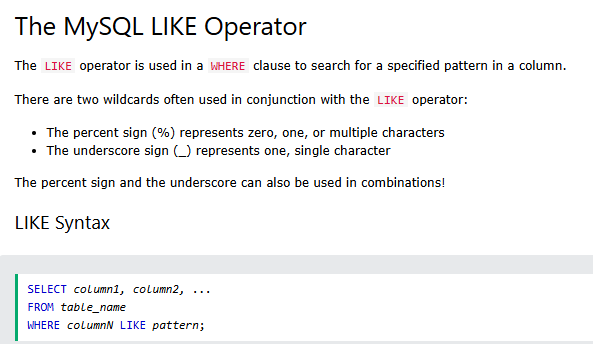 The MySQL LIKE Operator
The LIKE operator is used in a WHERE clause to search for a specified pattern in a column.
There are two wildcards often used in conjunction with the LIKE operator:
• The percent sign (%) represents zero, one, or multiple characters
• The underscore sign (_) represents one, single character
The percent sign and the underscore can also be used in combinations!
LIKE Syntax
SELECT column1, column2, ...
FROM table_name
WHERE columnN LIKE pattern;